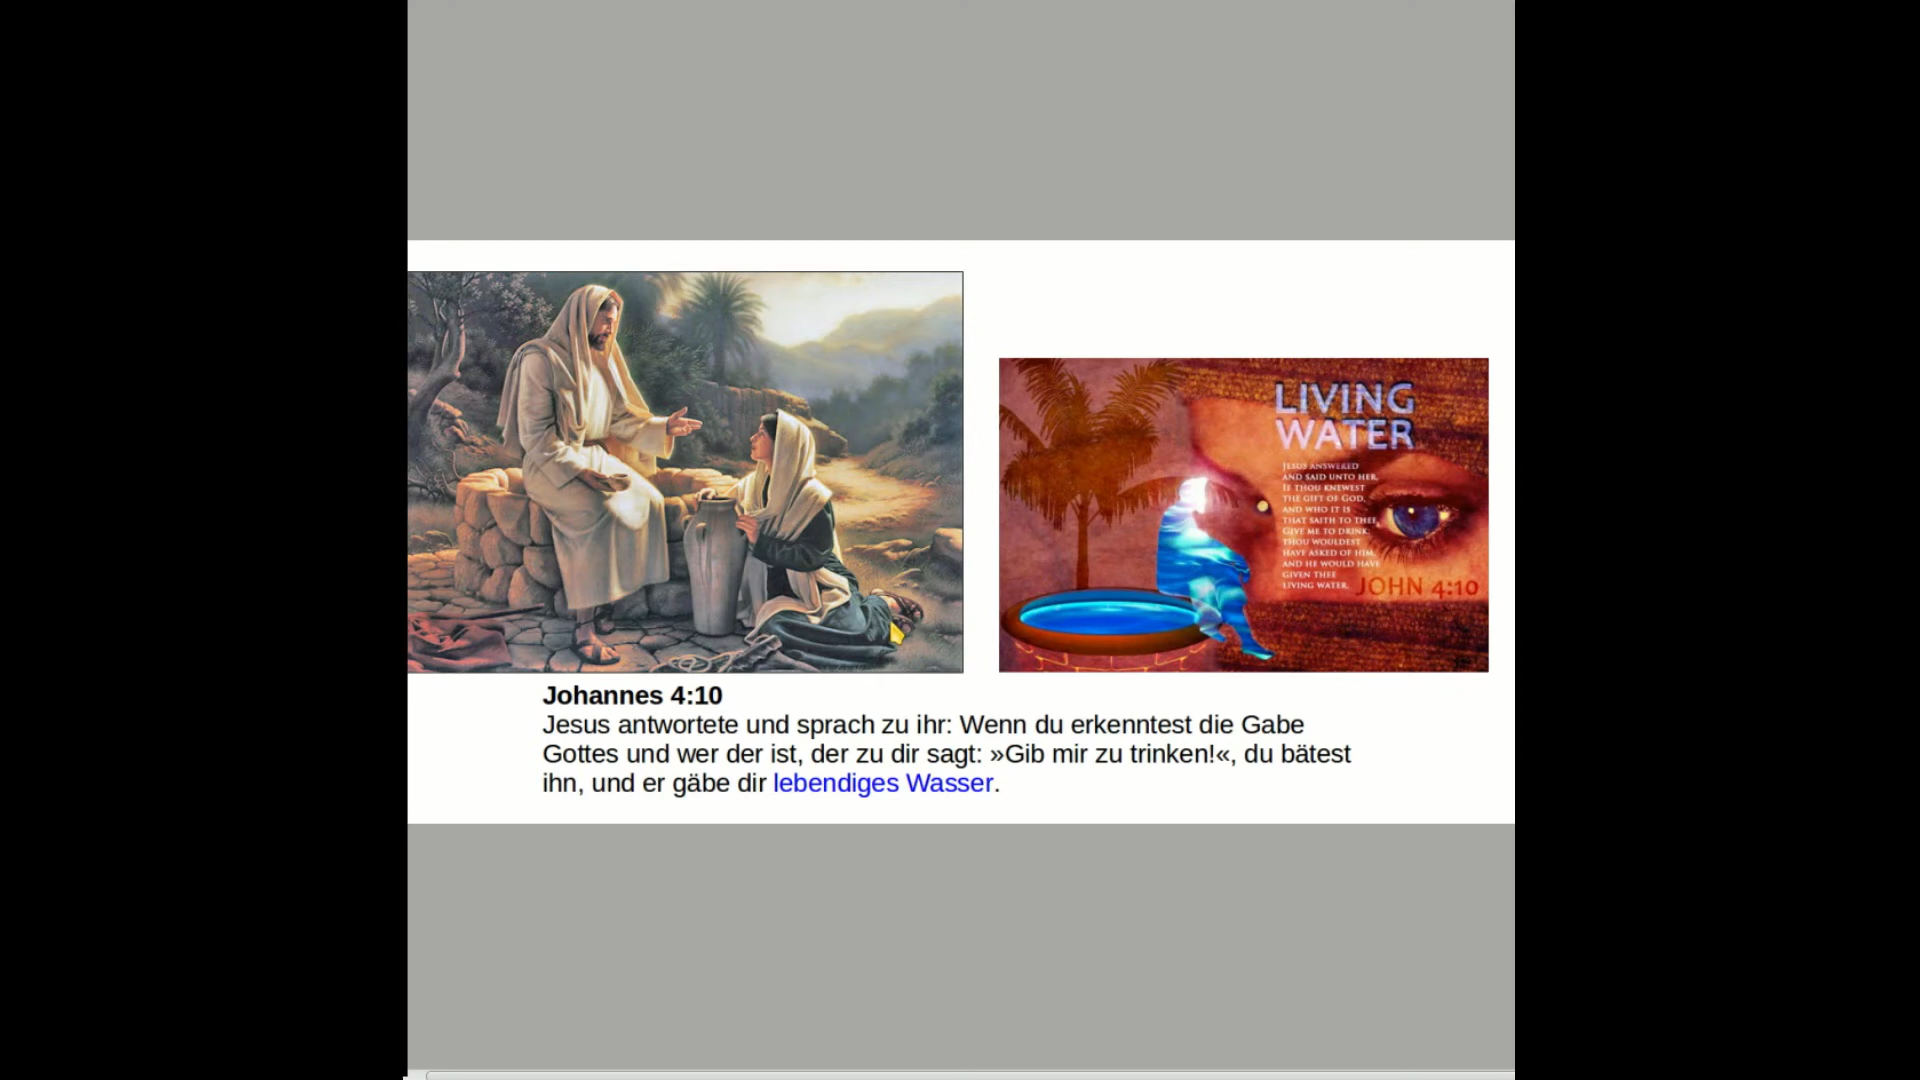 LIVING
WATER
JESUS ANSWERED
AND SAID UNTO HER,
IF THOU KNEWEST
THE GIFT OF GOD,
AND WHO IT IS
THAT SAITH TO THEE,
GIVE ME TO DRINK;
THOU WOULDEST
HAVE ASKED OF HIM,
AND HE WOULD HAVE
GIVEN THEE
LIVING WATER.
JOHN 4:10
Johannes 4:10
Jesus antwortete und sprach zu ihr: Wenn du erkenntest die Gabe
Gottes und wer der ist, der zu dir sagt: »Gib mir zu trinken!«, du bätest
ihn, und er gäbe dir lebendiges Wasser.